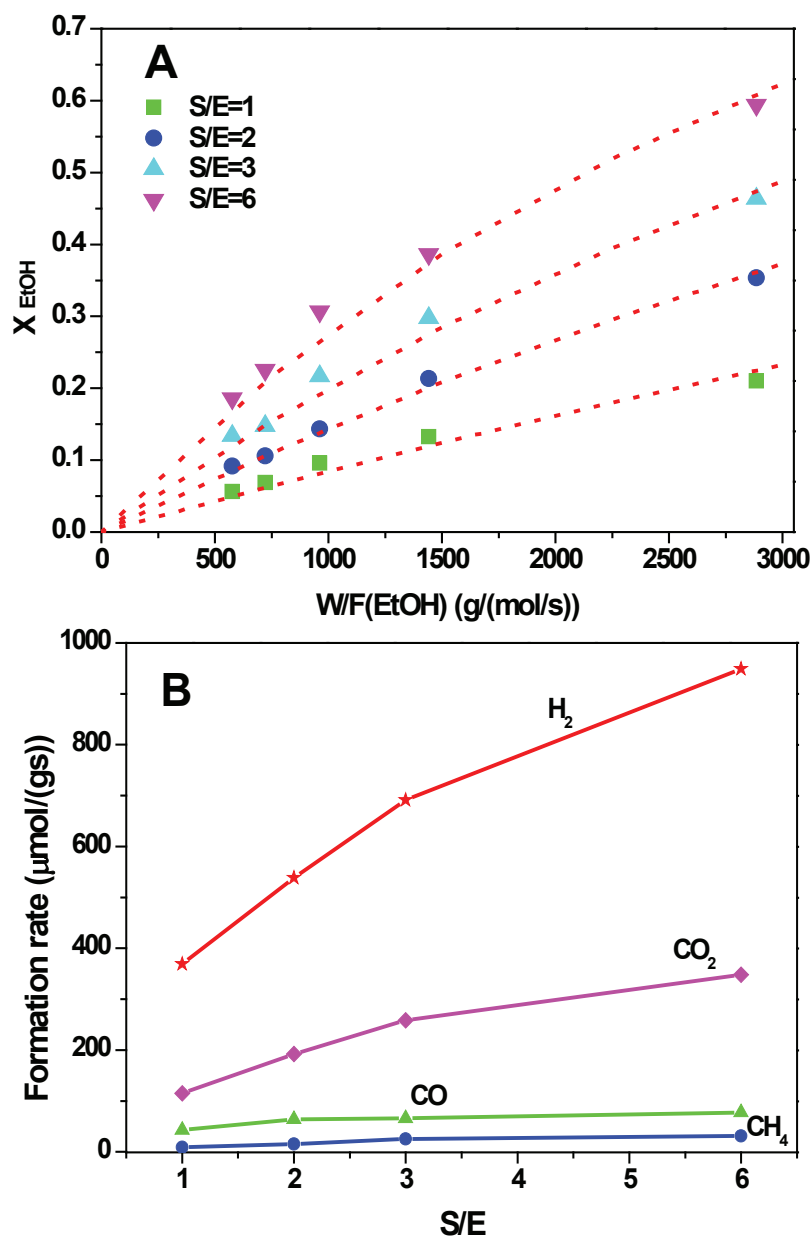 A
S/E=1
S/E=2
S/E=3
S/E=6
0.7
0.6
0.5
0.4
0.3
0.2
0.1
0.0
X EtOH
0 500 1000 1500 2000 2500 3000
W/F(EtOH) (g/(mol/s))
B
1000
800
600
400
200
0
Formation rate (μmol/(gs))
H₂
CO₂
CO
CH₄
1 2 3 4 5 6
S/E